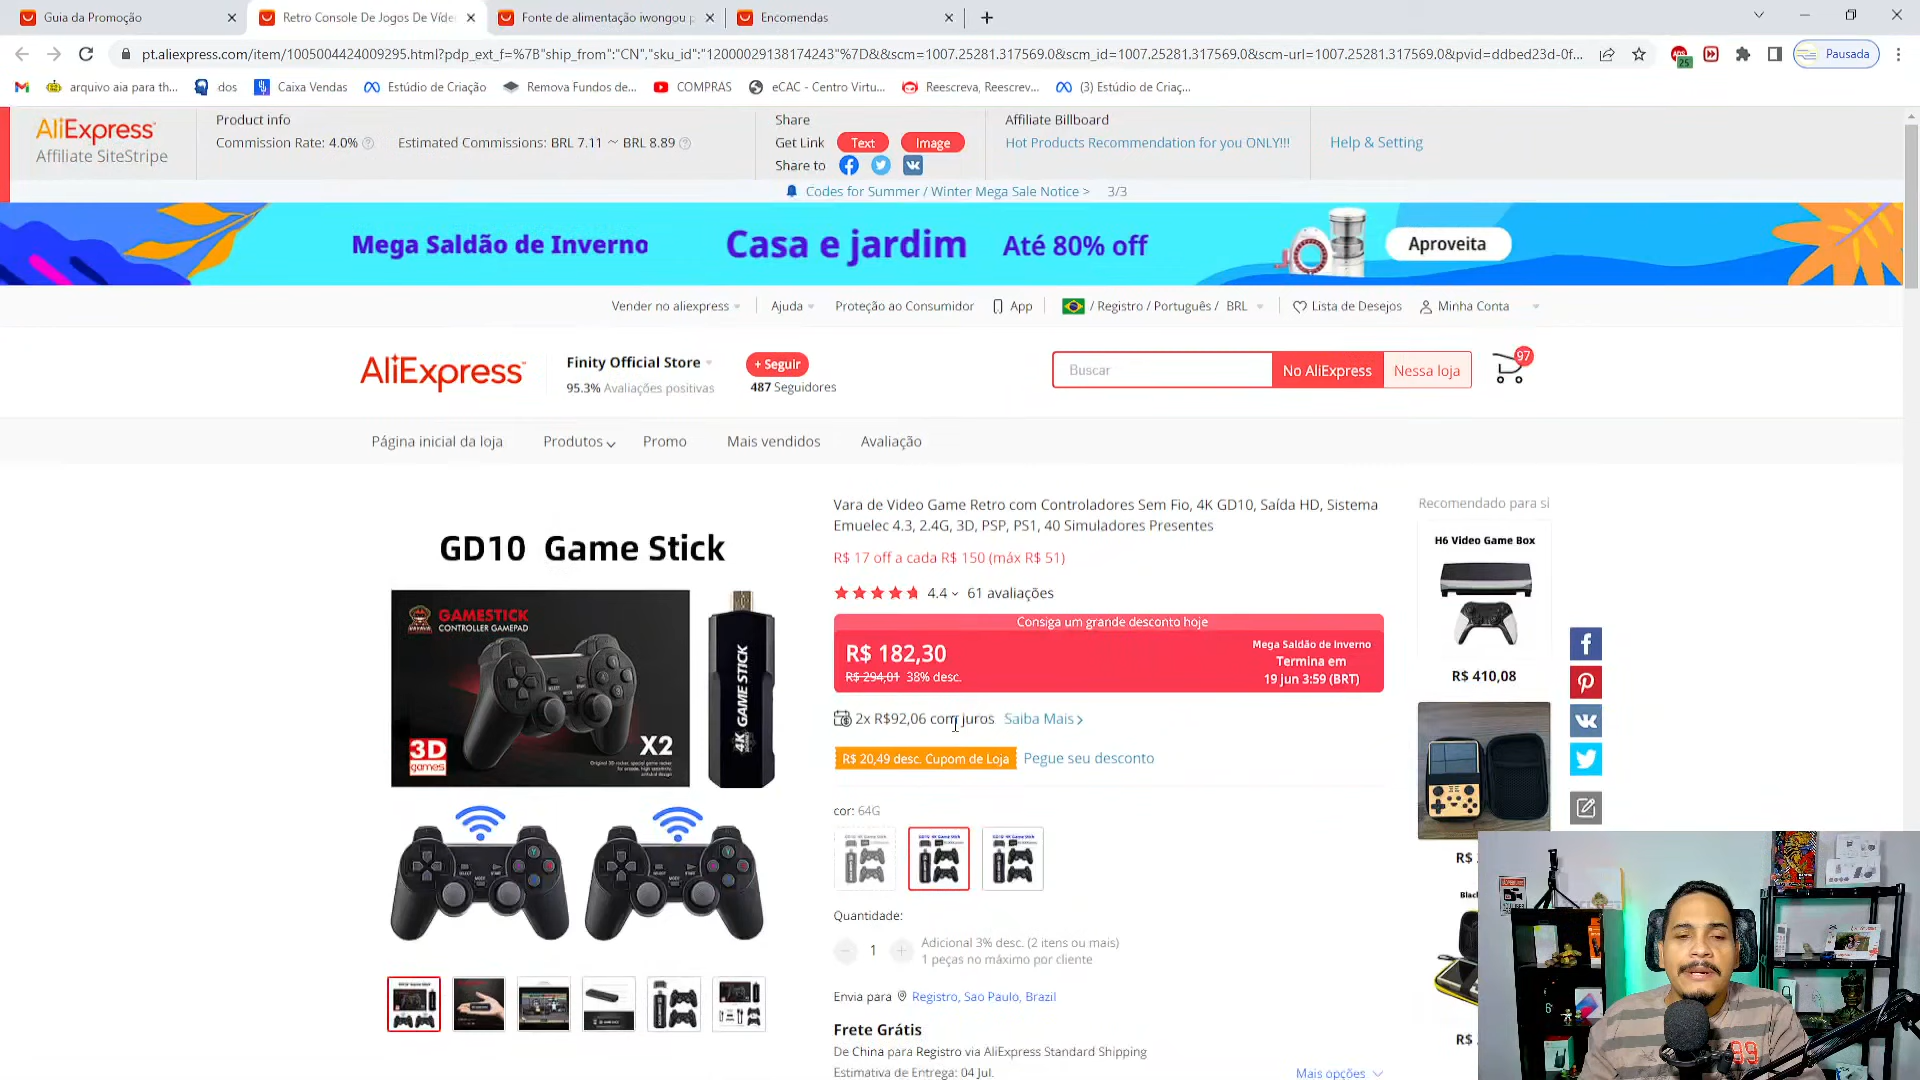 Guia da Promoção
Retro Console De Jogos De Víde
Fonte de alimentação iwongou p
Encomendas
pt.aliexpress.com/item/1005004424009295.html?pdp_ext_f=%7B"ship_from":"CN","sku_id":"12000029138174243"%7D&&scm=1007.25281.317569.0&scm_id=1007.25281.317569.0&scm-url=1007.25281.317569.0&pvid=ddbed23d-0f...
25
Pausada
arquivo aia para th...
dos
Caixa Vendas
Estúdio de Criação
Remova Fundos de...
COMPRAS
eCAC - Centro Virtu...
Reescreva, Reescrev...
(3) Estúdio de Criaç...
AliExpress
Affiliate SiteStripe
Product info
Commission Rate: 4.0%
Estimated Commissions: BRL 7.11 ~ BRL 8.89
Share
Get Link Text Image
Share to
Affiliate Billboard
Hot Products Recommendation for you ONLY!!!
Help & Setting
Codes for Summer / Winter Mega Sale Notice > 3/3
Mega Saldão de Inverno Casa e jardim Até 80% off Aproveita
Vender no aliexpress
Ajuda
Proteção ao Consumidor
App
/ Registro / Português / BRL
Lista de Desejos
Minha Conta
AliExpress
Finity Official Store
95.3% Avaliações positivas
+ Seguir
487 Seguidores
Buscar
No AliExpress
Nessa loja
97
Página inicial da loja
Produtos
Promo
Mais vendidos
Avaliação
GD10 Game Stick
GAMESTICK
CONTROLLER GAMEPAD
3D
games
X2
4K GAME STICK
Vara de Video Game Retro com Controladores Sem Fio, 4K GD10, Saída HD, Sistema
Emuelec 4.3, 2.4G, 3D, PSP, PS1, 40 Simuladores Presentes
R$ 17 off a cada R$ 150 (máx R$ 51)
4.4 61 avaliações
Consiga um grande desconto hoje
R$ 182,30
R$ 294,01 38% desc.
Mega Saldão de Inverno
Termina em
19 jun 3:59 (BRT)
2x R$92,06 com juros Saiba Mais >
R$ 20,49 desc. Cupom de Loja Pegue seu desconto
cor: 64G
Quantidade:
1
Adicional 3% desc. (2 itens ou mais)
1 peças no máximo por cliente
Envia para Registro, Sao Paulo, Brazil
Frete Grátis
De China para Registro via AliExpress Standard Shipping
Estimativa de Entrega: 04 Jul.
Mais opções
Recomendado para si
H6 Video Game Box
R$ 410,08
R$
Black
R$